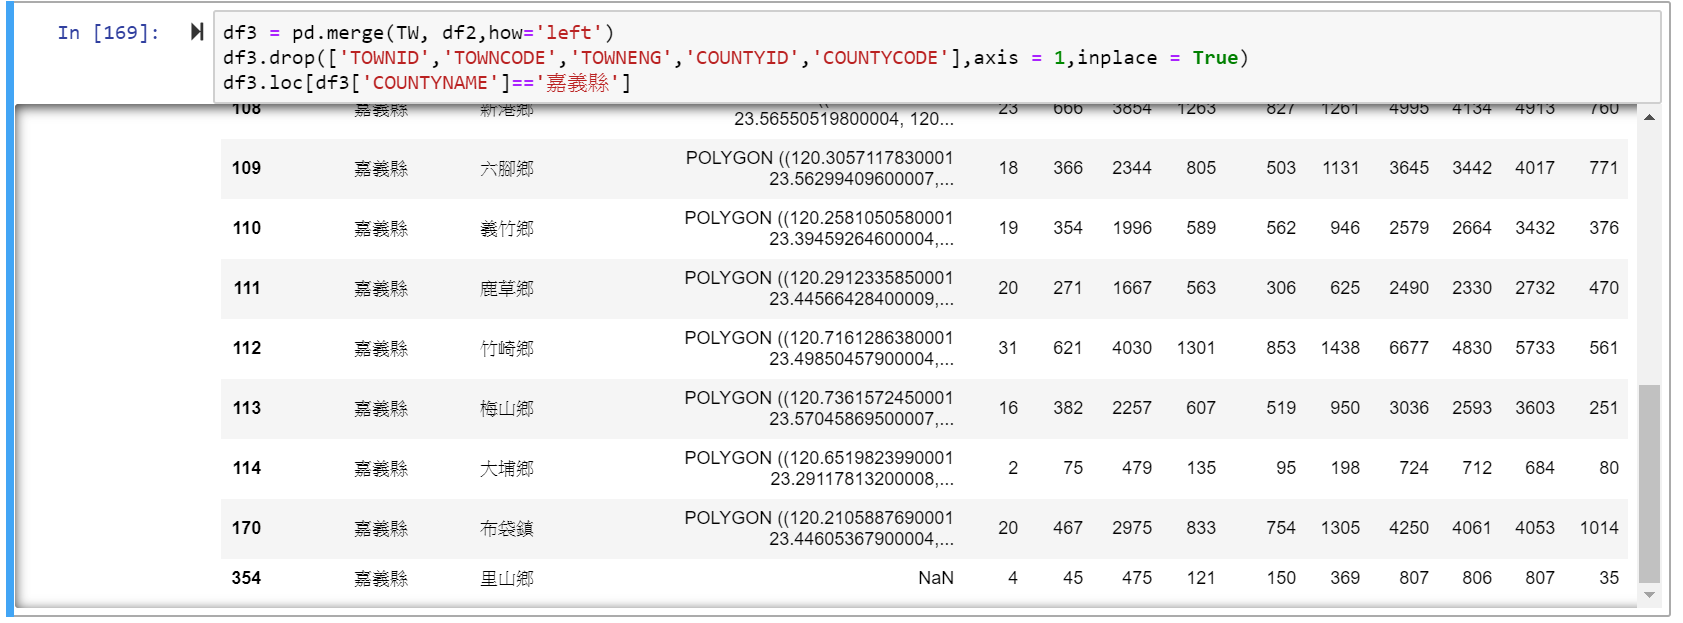 In [169]:
df3 = pd.merge(TW, df2,how='left')
df3.drop(['TOWNID','TOWNCODE','TOWNENG','COUNTYID','COUNTYCODE'],axis = 1,inplace = True)
df3.loc[df3['COUNTYNAME']=='嘉義縣']
108 嘉義縣 新港鄉 23.56550519800004, 120... 23 666 3854 1263 827 1261 4995 4134 4913 760
109 嘉義縣 六腳鄉 POLYGON ((120.3057117830001 23.56299409600007,... 18 366 2344 805 503 1131 3645 3442 4017 771
110 嘉義縣 義竹鄉 POLYGON ((120.2581050580001 23.39459264600004,... 19 354 1996 589 562 946 2579 2664 3432 376
111 嘉義縣 鹿草鄉 POLYGON ((120.2912335850001 23.44566428400009,... 20 271 1667 563 306 625 2490 2330 2732 470
112 嘉義縣 竹崎鄉 POLYGON ((120.7161286380001 23.49850457900004,... 31 621 4030 1301 853 1438 6677 4830 5733 561
113 嘉義縣 梅山鄉 POLYGON ((120.7361572450001 23.57045869500007,... 16 382 2257 607 519 950 3036 2593 3603 251
114 嘉義縣 大埔鄉 POLYGON ((120.6519823990001 23.29117813200008,... 2 75 479 135 95 198 724 712 684 80
170 嘉義縣 布袋鎮 POLYGON ((120.2105887690001 23.44605367900004,... 20 467 2975 833 754 1305 4250 4061 4053 1014
354 嘉義縣 里山鄉 NaN 4 45 475 121 150 369 807 806 807 35